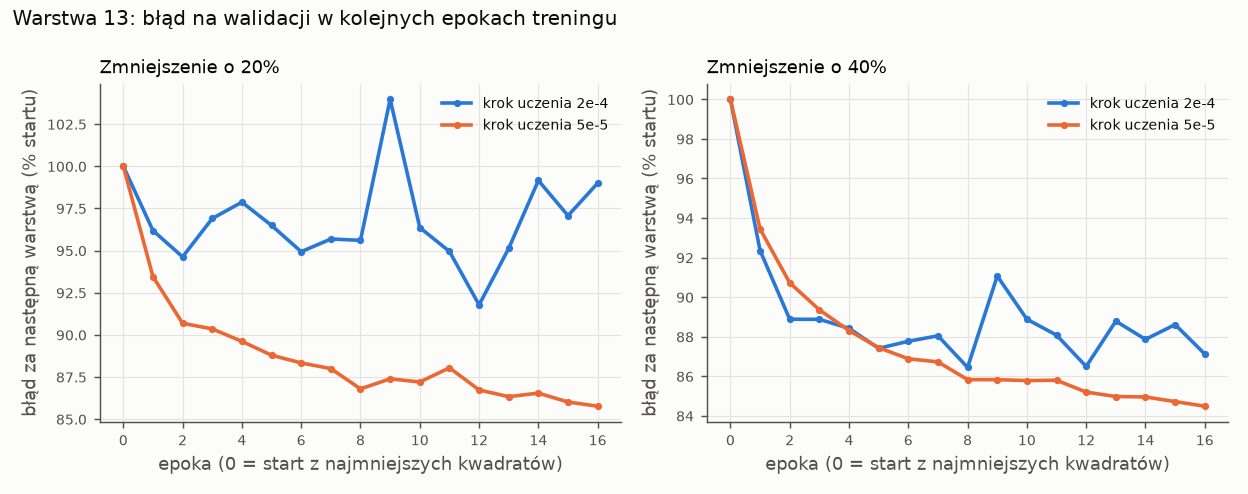 Warstwa 13: błąd na walidacji w kolejnych epokach treningu
Zmniejszenie o 20%
błąd za następną warstwą (% startu)
102.5
100.0
97.5
95.0
92.5
90.0
87.5
85.0
krok uczenia 2e-4
krok uczenia 5e-5
0 2 4 6 8 10 12 14 16
epoka (0 = start z najmniejszych kwadratów)
Zmniejszenie o 40%
błąd za następną warstwą (% startu)
100
98
96
94
92
90
88
86
84
krok uczenia 2e-4
krok uczenia 5e-5
0 2 4 6 8 10 12 14 16
epoka (0 = start z najmniejszych kwadratów)